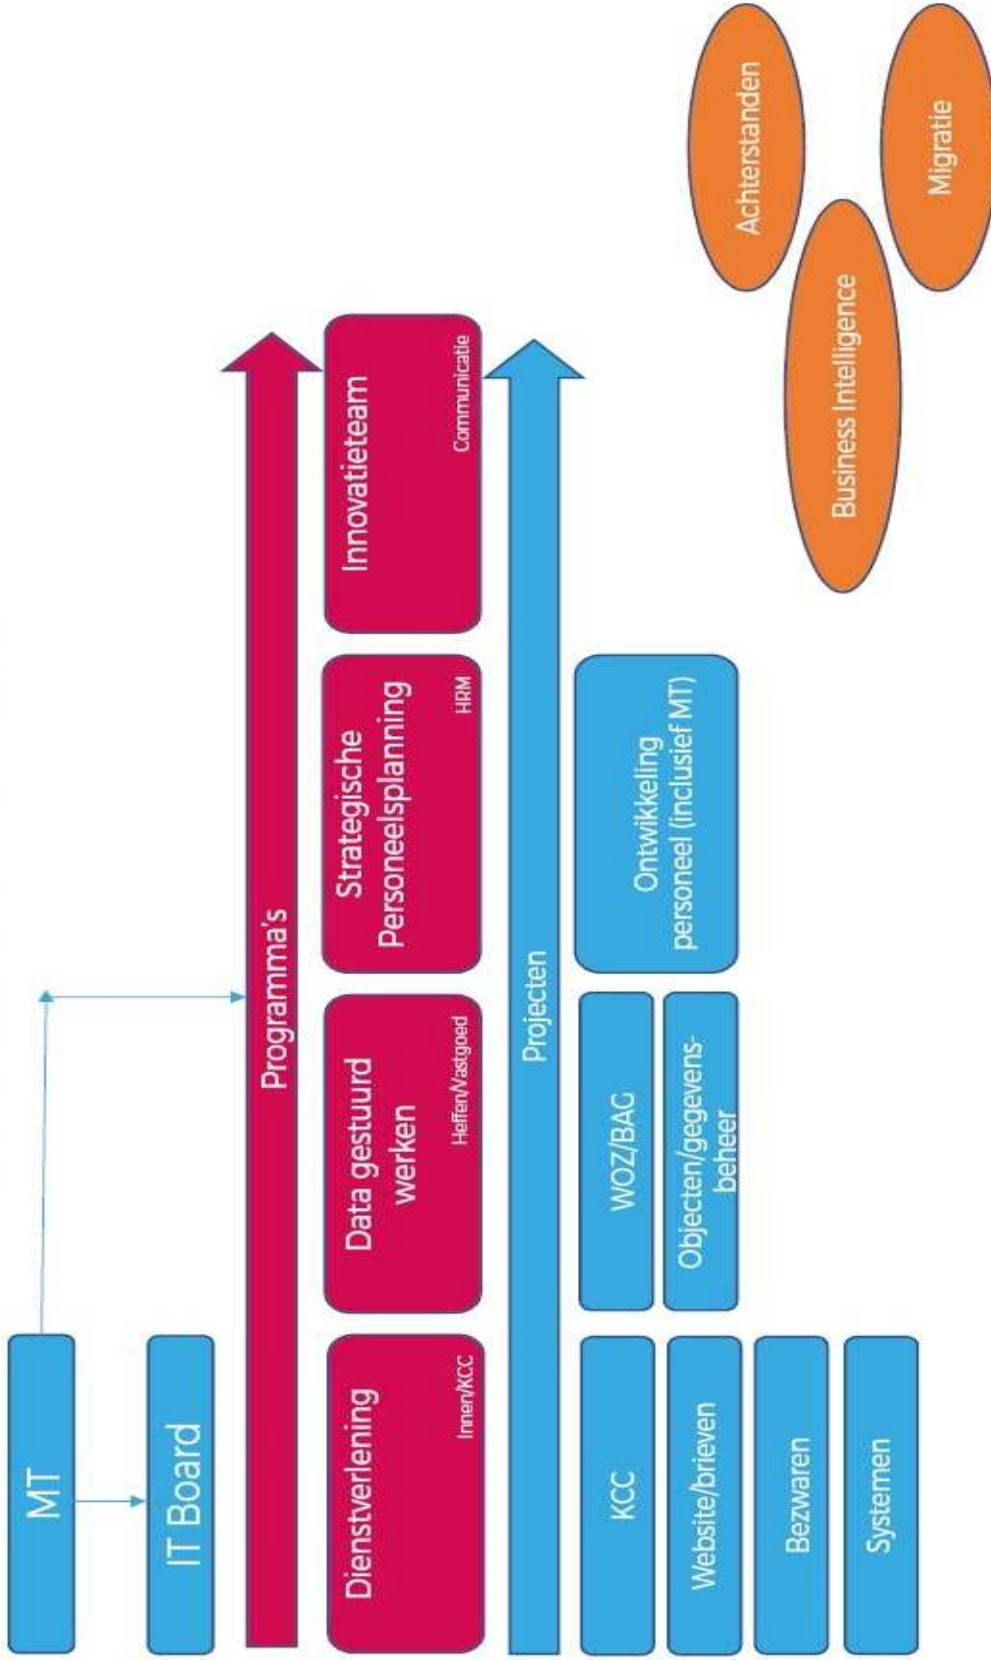 MT
IT Board
Programma's
Dienstverlening
Innen/KCC
Data gestuurd
werken
Heffen/Vastgoed
Strategische
Personeelsplanning
HRM
Innovatieteam
Communicatie
Projecten
KCC
Website/brieven
Bezwaren
Systemen
WOZ/BAG
Objecten/gegevens-
beheer
Ontwikkeling
personeel (inclusief MT)
Achterstanden
Business Intelligence
Migratie